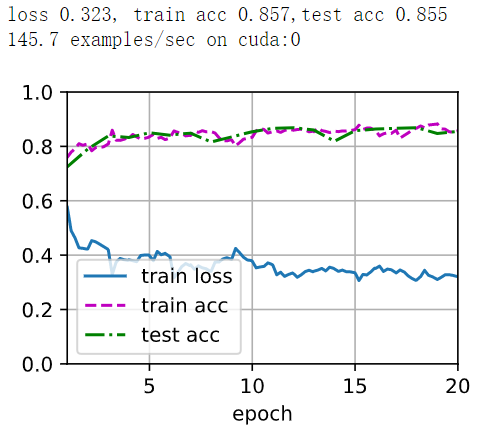 loss 0.323, train acc 0.857, test acc 0.855
145.7 examples/sec on cuda:0
1.0
0.8
0.6
0.4
0.2
0.0
train loss
train acc
test acc
5 10 15 20
epoch